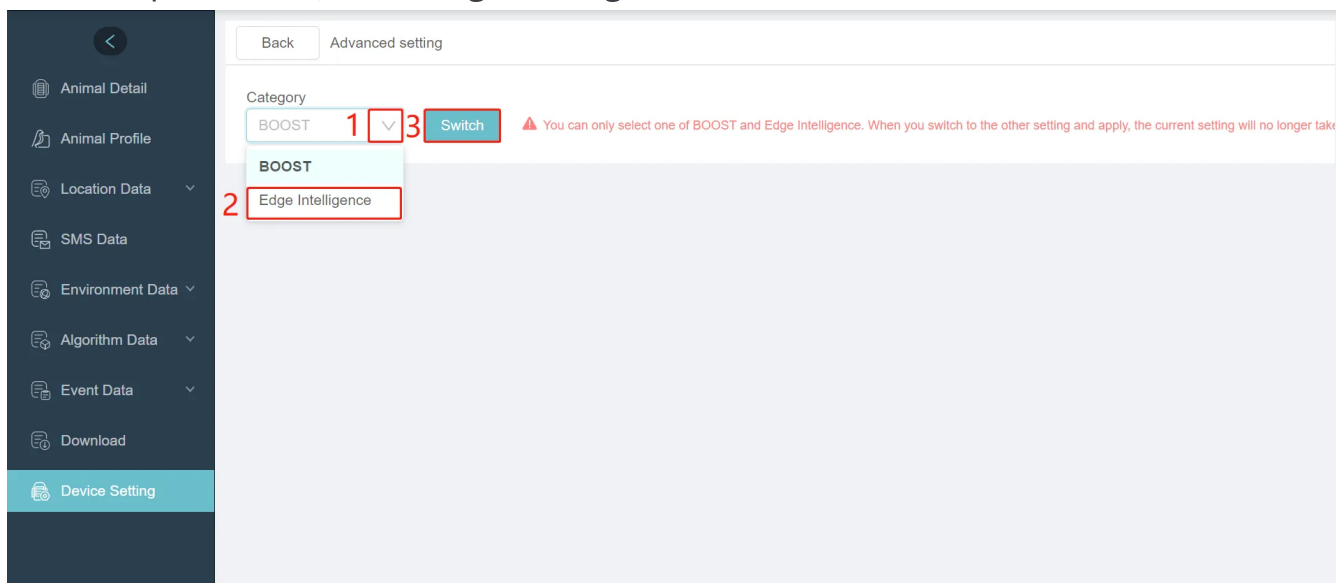 Back Advanced setting
Animal Detail
Animal Profile
Location Data
SMS Data
Environment Data
Algorithm Data
Event Data
Download
Device Setting
Category
BOOST 1 3 Switch You can only select one of BOOST and Edge Intelligence. When you switch to the other setting and apply, the current setting will no longer take
BOOST
2 Edge Intelligence